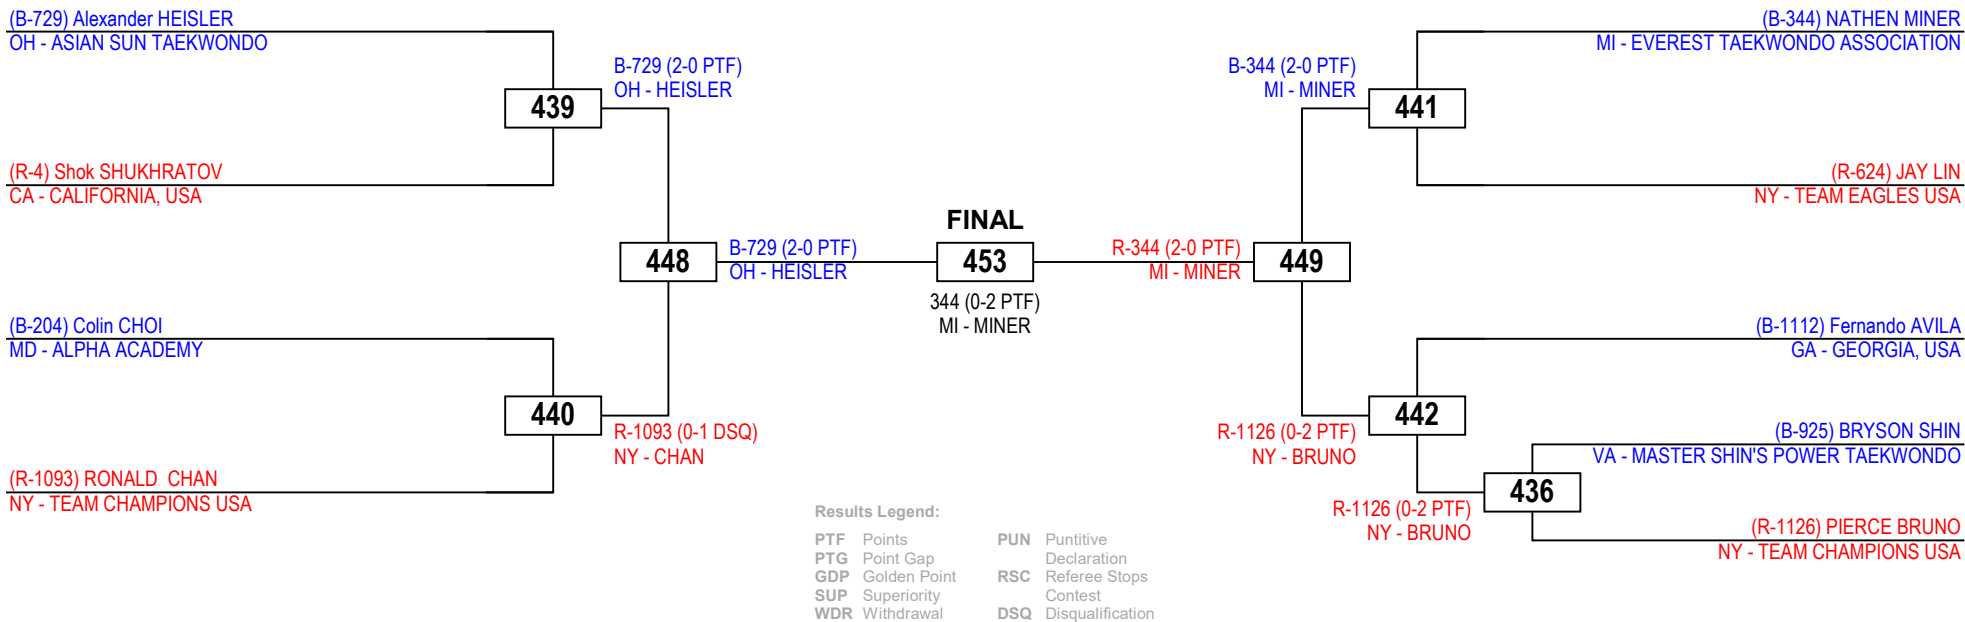 (B-729) Alexander HEISLER
OH - ASIAN SUN TAEKWONDO
B-729 (2-0 PTF)
OH - HEISLER
439
(R-4) Shok SHUKHRATOV
CA - CALIFORNIA, USA
448
B-729 (2-0 PTF)
OH - HEISLER
(B-204) Colin CHOI
MD - ALPHA ACADEMY
440
R-1093 (0-1 DSQ)
NY - CHAN
(R-1093) RONALD  CHAN
NY - TEAM CHAMPIONS USA
FINAL
453
344 (0-2 PTF)
MI - MINER
(B-344) NATHEN MINER
MI - EVEREST TAEKWONDO ASSOCIATION
B-344 (2-0 PTF)
MI - MINER
441
(R-624) JAY LIN
NY - TEAM EAGLES USA
R-344 (2-0 PTF)
MI - MINER
449
(B-1112) Fernando AVILA
GA - GEORGIA, USA
442
R-1126 (0-2 PTF)
NY - BRUNO
(B-925) BRYSON SHIN
VA - MASTER SHIN'S POWER TAEKWONDO
436
R-1126 (0-2 PTF)
NY - BRUNO
(R-1126) PIERCE BRUNO
NY - TEAM CHAMPIONS USA
Results Legend:
PTF Points
PTG Point Gap
GDP Golden Point
SUP Superiority
WDR Withdrawal
PUN Puntitive
Declaration
RSC Referee Stops
Contest
DSQ Disqualification